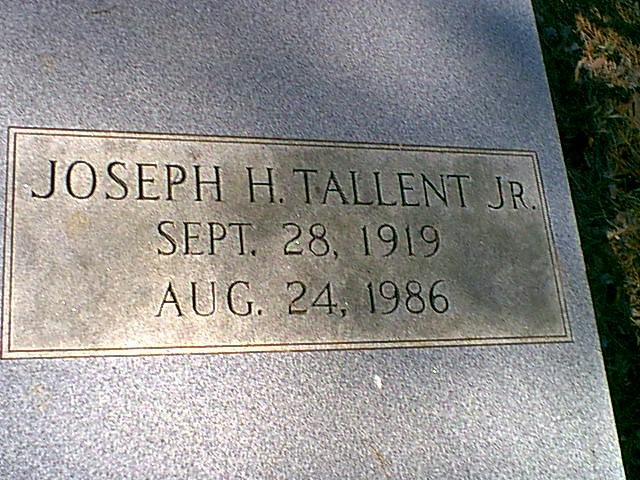 JOSEPH H. TALLENT JR.
SEPT. 28, 1919
AUG. 24, 1986